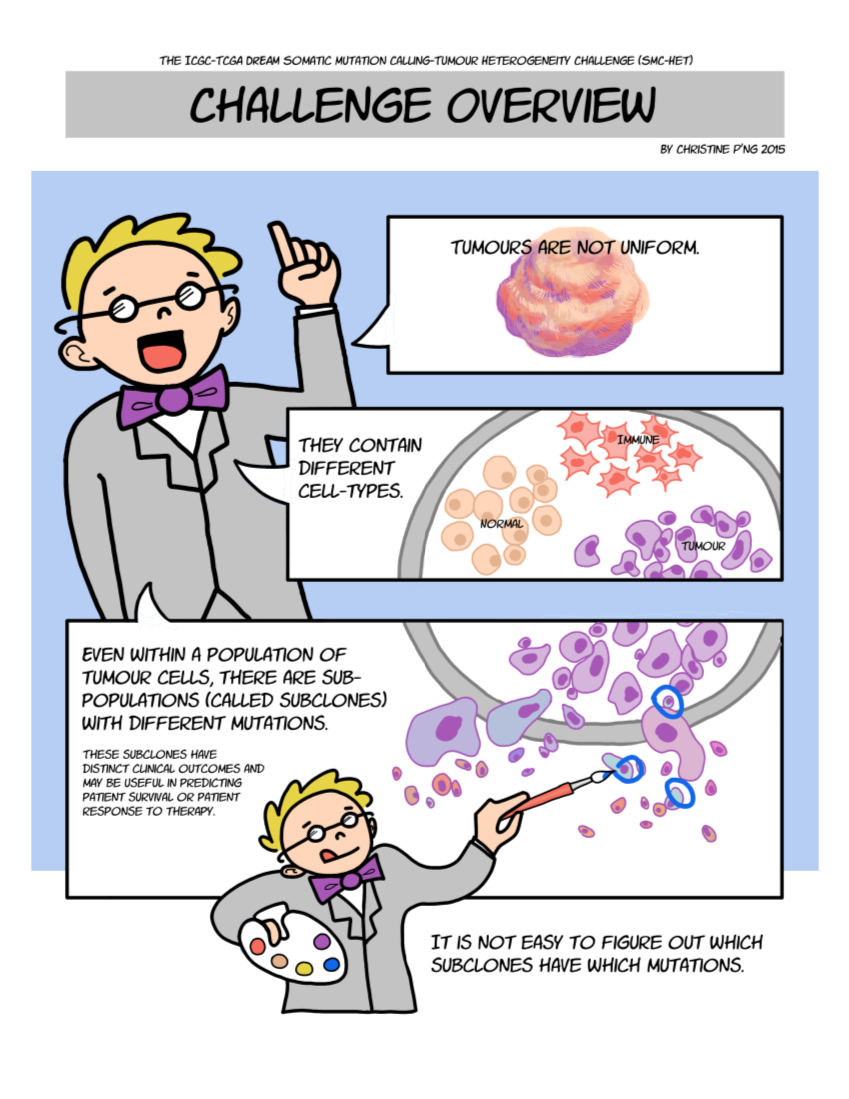 THE ICGC-TCGA DREAM SOMATIC MUTATION CALLING-TUMOUR HETEROGENEITY CHALLENGE (SMC-HET)
CHALLENGE OVERVIEW
BY CHRISTINE P'NG 2015
TUMOURS ARE NOT UNIFORM.
THEY CONTAIN
DIFFERENT
CELL-TYPES.
IMMUNE
NORMAL
TUMOUR
EVEN WITHIN A POPULATION OF
TUMOUR CELLS, THERE ARE SUB-
POPULATIONS (CALLED SUBCLONES)
WITH DIFFERENT MUTATIONS.
THESE SUBCLONES HAVE
DISTINCT CLINICAL OUTCOMES AND
MAY BE USEFUL IN PREDICTING
PATIENT SURVIVAL OR PATIENT
RESPONSE TO THERAPY.
IT IS NOT EASY TO FIGURE OUT WHICH
SUBCLONES HAVE WHICH MUTATIONS.